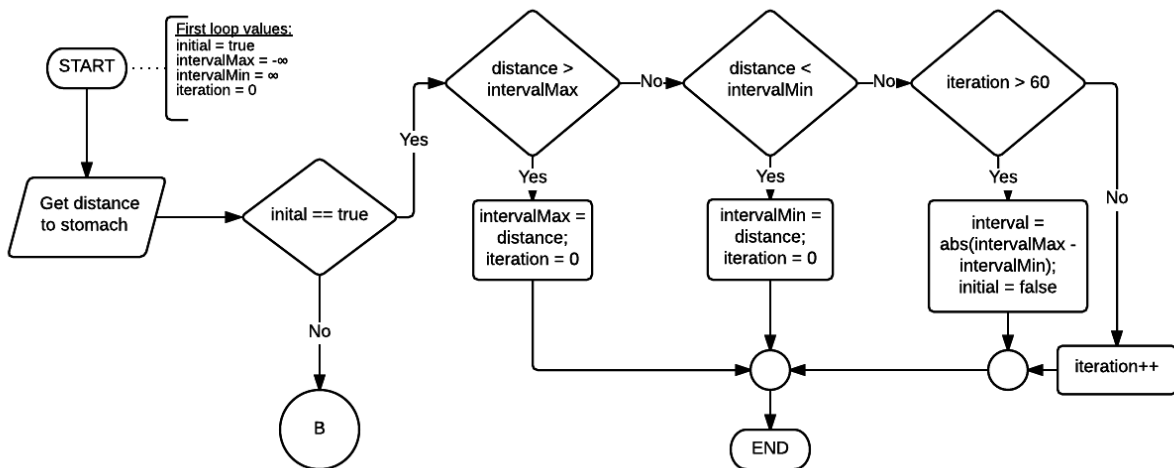 START
First loop values:
initial = true
intervalMax = -∞
intervalMin = ∞
iteration = 0
Get distance
to stomach
inital == true
Yes
No
B
distance >
intervalMax
No
Yes
intervalMax =
distance;
iteration = 0
distance <
intervalMin
No
Yes
intervalMin =
distance;
iteration = 0
iteration > 60
Yes
No
interval =
abs(intervalMax -
intervalMin);
initial = false
iteration++
END